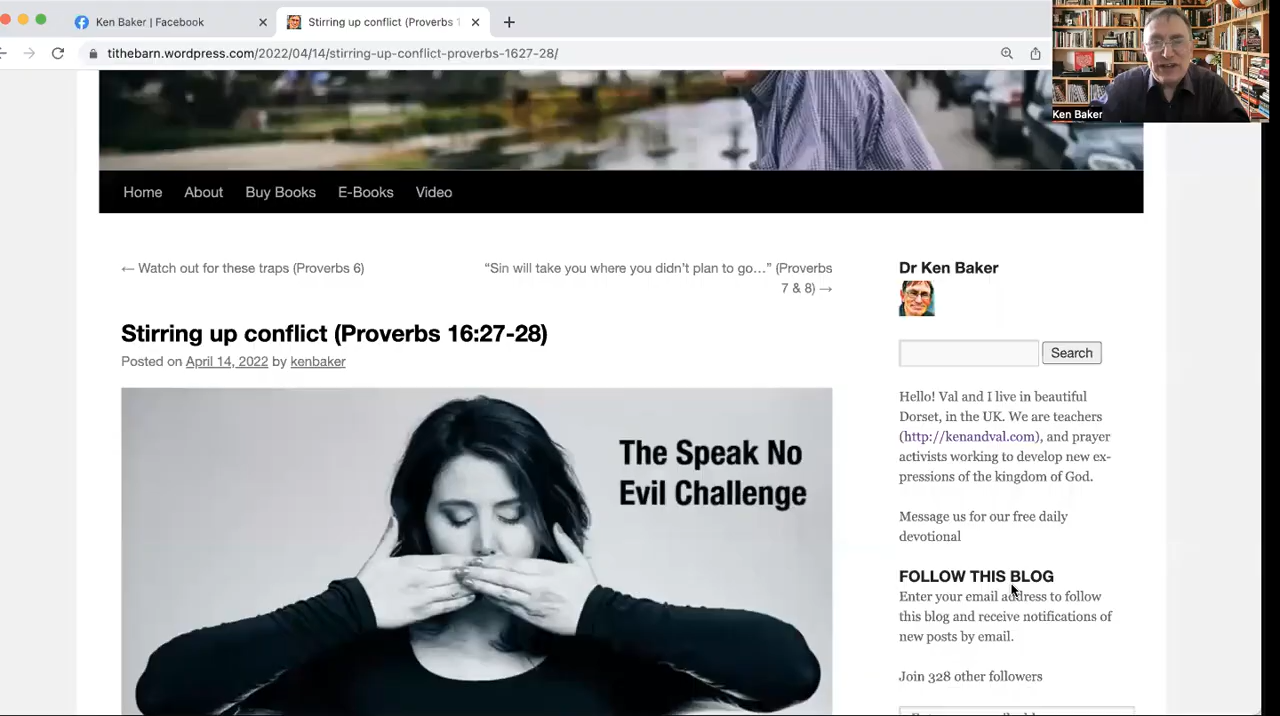 Ken Baker | Facebook
Stirring up conflict (Proverbs 1
tithebarn.wordpress.com/2022/04/14/stirring-up-conflict-proverbs-1627-28/
Ken Baker
Home About Buy Books E-Books Video
← Watch out for these traps (Proverbs 6)
“Sin will take you where you didn’t plan to go…” (Proverbs
7 & 8) →
Stirring up conflict (Proverbs 16:27-28)
Posted on April 14, 2022 by kenbaker
The Speak No
Evil Challenge
Dr Ken Baker
Search
Hello! Val and I live in beautiful
Dorset, in the UK. We are teachers
(http://kenandval.com), and prayer
activists working to develop new ex-
pressions of the kingdom of God.
Message us for our free daily
devotional
FOLLOW THIS BLOG
Enter your email address to follow
this blog and receive notifications of
new posts by email.
Join 328 other followers